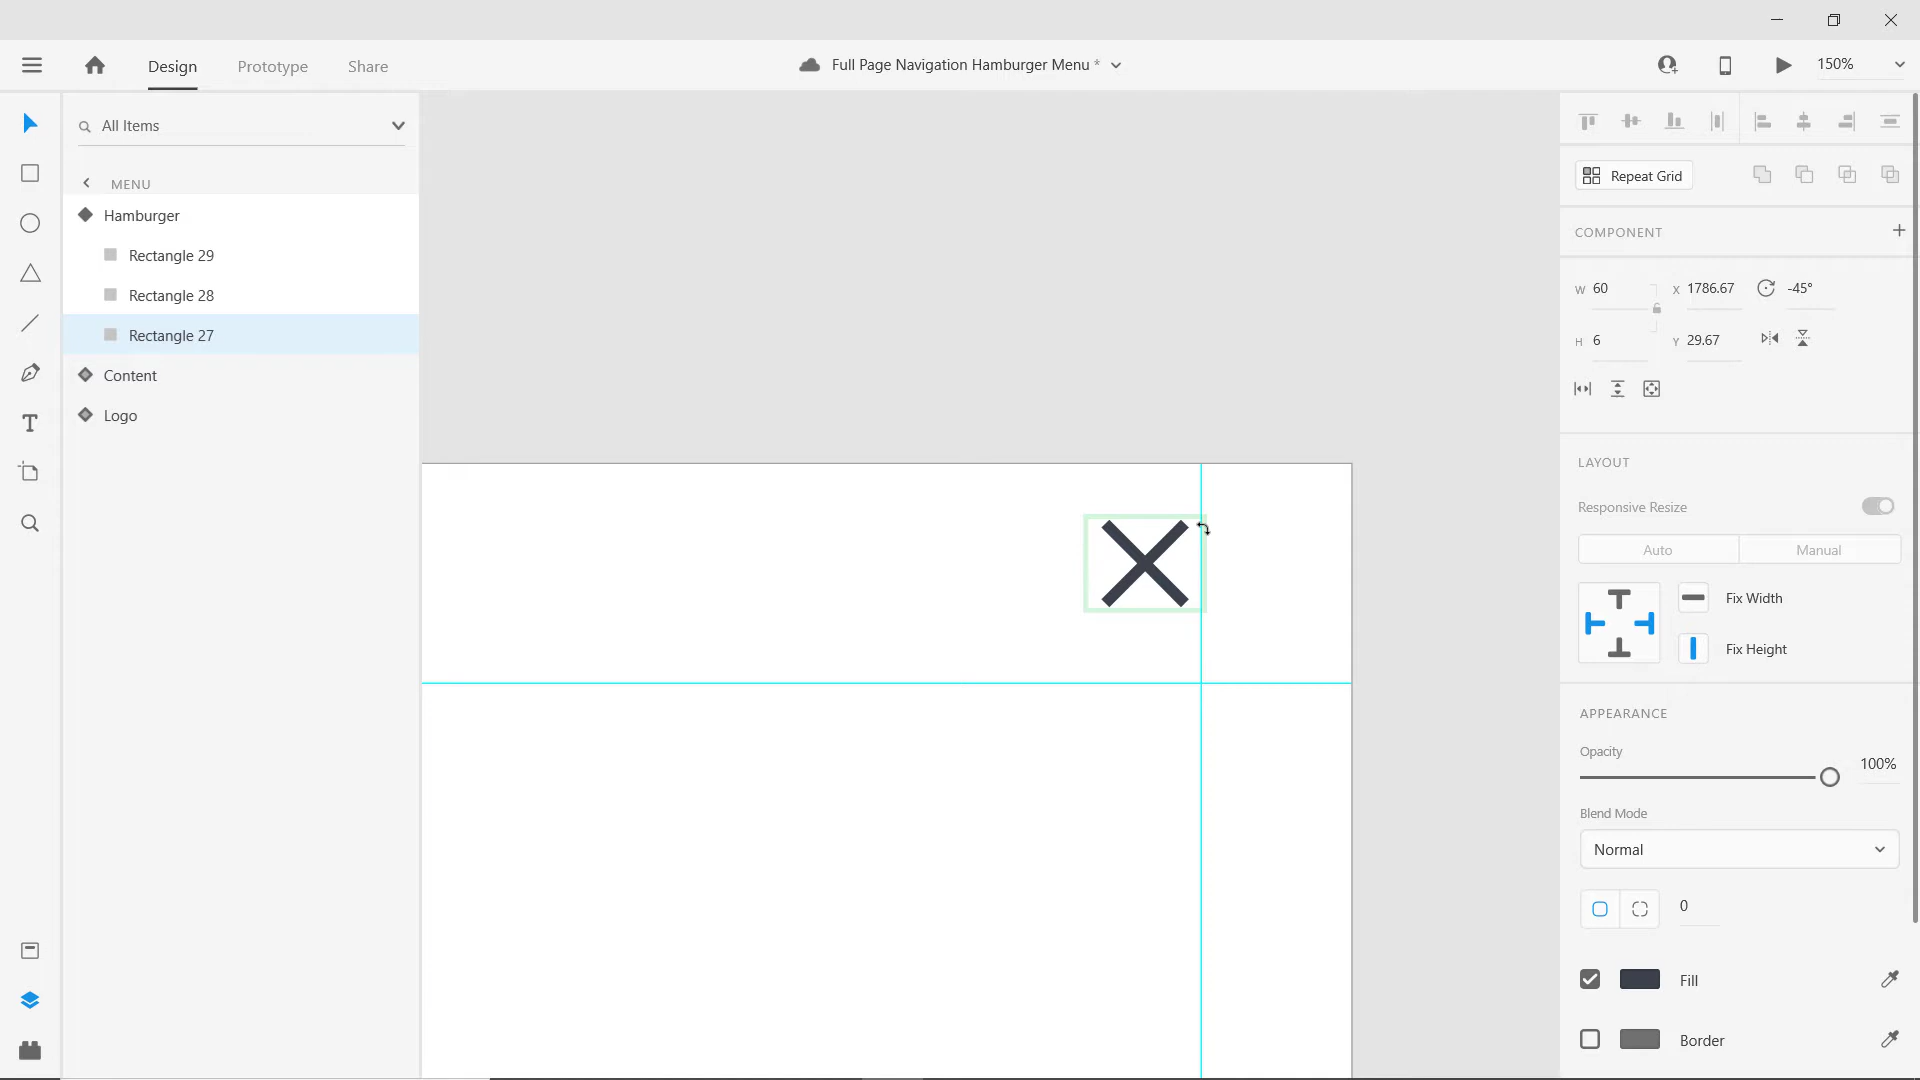 Design Prototype Share Full Page Navigation Hamburger Menu * 150%
All Items
MENU
Hamburger
Rectangle 29
Rectangle 28
Rectangle 27
Content
Logo
Repeat Grid
COMPONENT
W 60 X 1786.67 -45°
H 6 Y 29.67
LAYOUT
Responsive Resize
Auto Manual
Fix Width
Fix Height
APPEARANCE
Opacity
100%
Blend Mode
Normal
0
Fill
Border